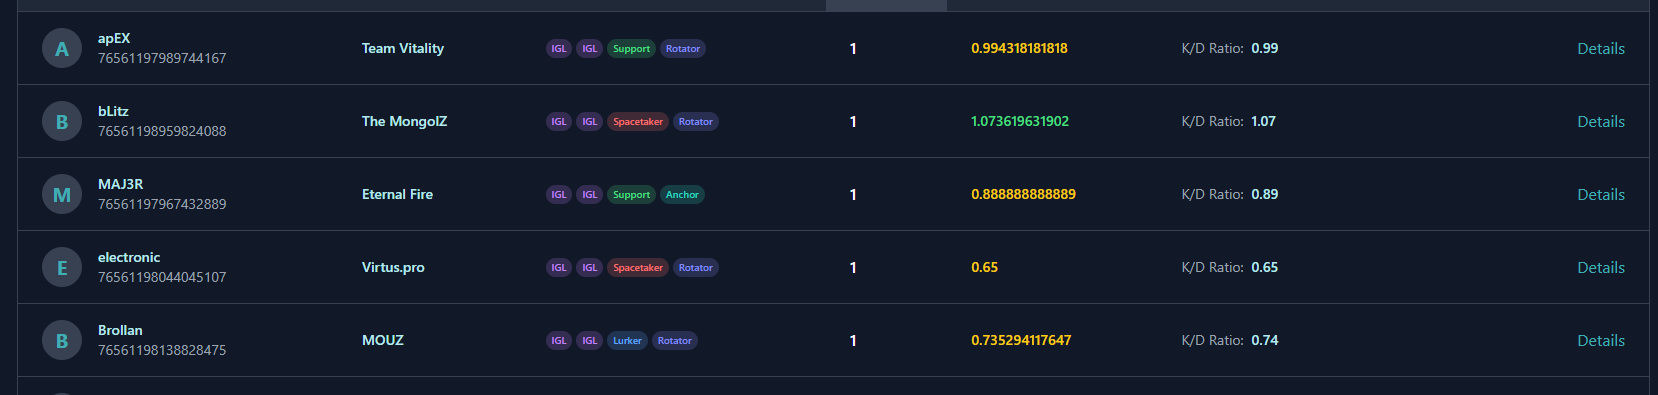 apEX
76561197989744167
Team Vitality
IGL IGL Support Rotator
1
0.994318181818
K/D Ratio: 0.99
Details
bLitz
76561198959824088
The MongolZ
IGL IGL Spacetaker Rotator
1
1.073619631902
K/D Ratio: 1.07
Details
MAJ3R
76561197967432889
Eternal Fire
IGL IGL Support Anchor
1
0.888888888889
K/D Ratio: 0.89
Details
electronic
76561198044045107
Virtus.pro
IGL IGL Spacetaker Rotator
1
0.65
K/D Ratio: 0.65
Details
Brollan
76561198138828475
MOUZ
IGL IGL Lurker Rotator
1
0.735294117647
K/D Ratio: 0.74
Details
A
B
M
E
B